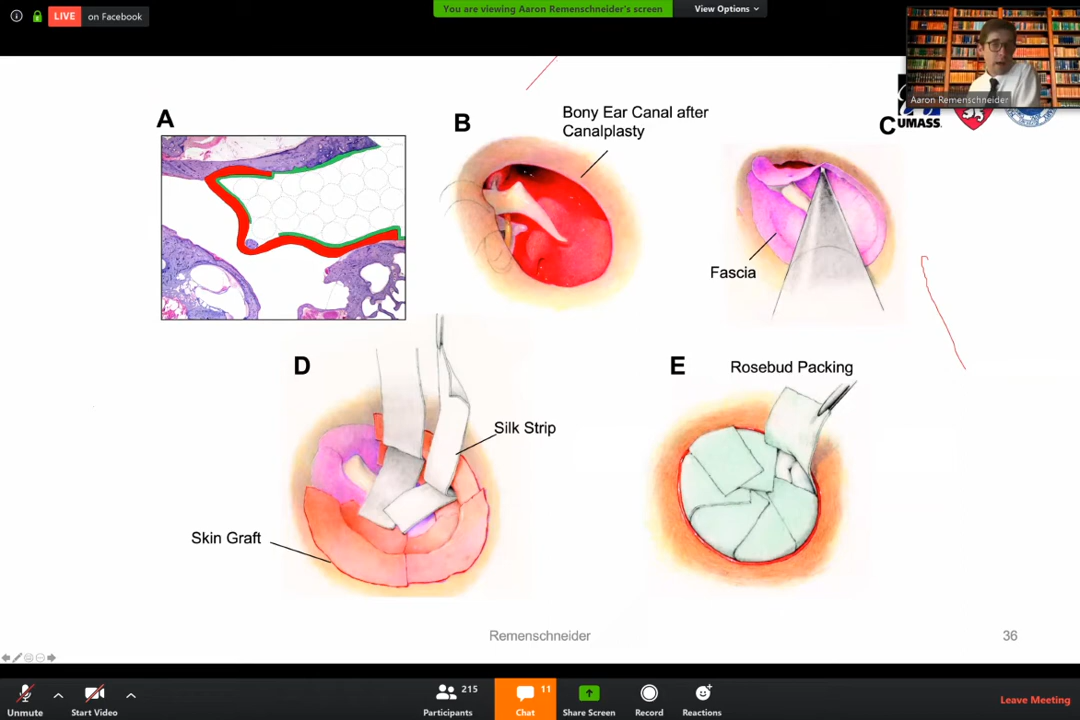 You are viewing Aaron Remenschneider's screen
View Options
LIVE on Facebook
Aaron Remenschneider
UMASS.
A
B
Bony Ear Canal after
Canalplasty
C
Fascia
D
Silk Strip
Skin Graft
E
Rosebud Packing
Remenschneider
36
Unmute
Start Video
215
Participants
11
Chat
Share Screen
Record
Reactions
Leave Meeting